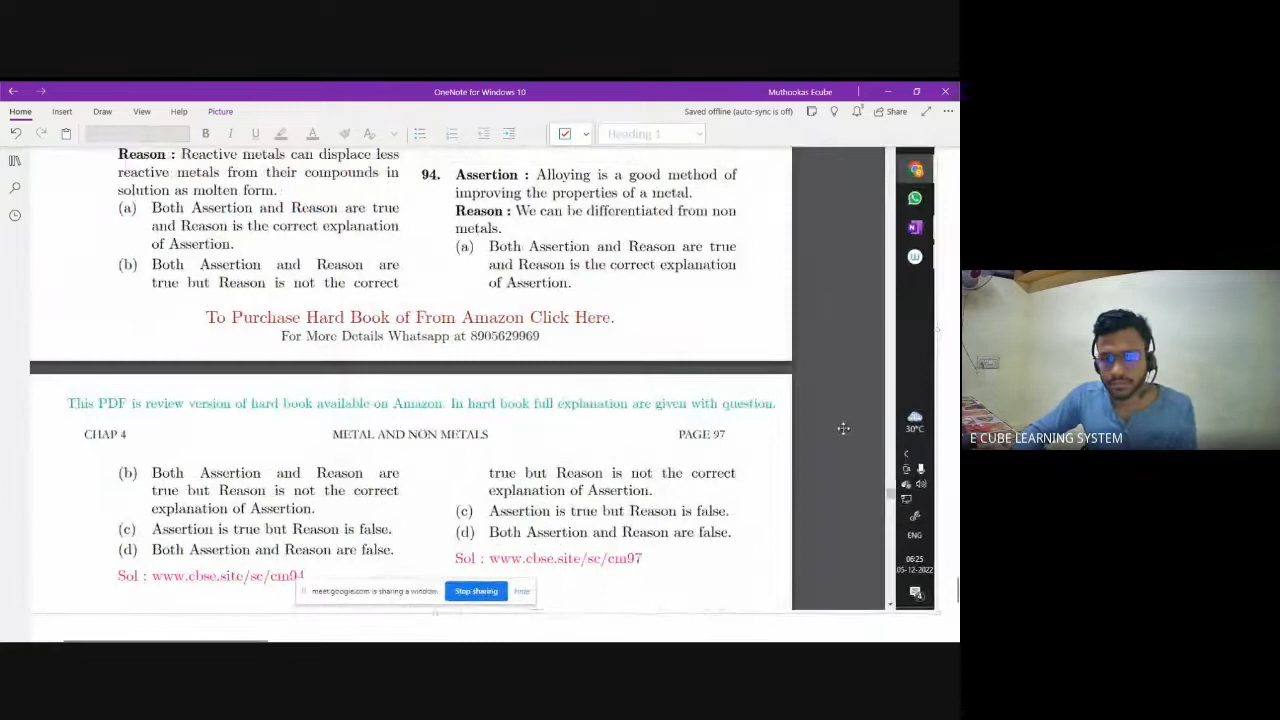 OneNote for Windows 10
Muthookas Ecube
Home Insert Draw View Help Picture
Saved offline (auto-sync is off)
Share
B I U A
Heading 1
Reason : Reactive metals can displace less
reactive metals from their compounds in
solution as molten form.
(a) Both Assertion and Reason are true
and Reason is the correct explanation
of Assertion.
(b) Both Assertion and Reason are
true but Reason is not the correct
94. Assertion : Alloying is a good method of
improving the properties of a metal.
Reason : We can be differentiated from non
metals.
(a) Both Assertion and Reason are true
and Reason is the correct explanation
of Assertion.
To Purchase Hard Book of From Amazon Click Here.
For More Details Whatsapp at 8905629969
This PDF is review version of hard book available on Amazon. In hard book full explanation are given with question.
CHAP 4 METAL AND NON METALS PAGE 97
(b) Both Assertion and Reason are
true but Reason is not the correct
explanation of Assertion.
(c) Assertion is true but Reason is false.
(d) Both Assertion and Reason are false.
Sol : www.cbse.site/sc/cm94
true but Reason is not the correct
explanation of Assertion.
(c) Assertion is true but Reason is false.
(d) Both Assertion and Reason are false.
Sol : www.cbse.site/sc/cm97
meet.google.com is sharing a window.
Stop sharing
Hide
30°C
ENG
06:25
05-12-2022
E CUBE LEARNING SYSTEM